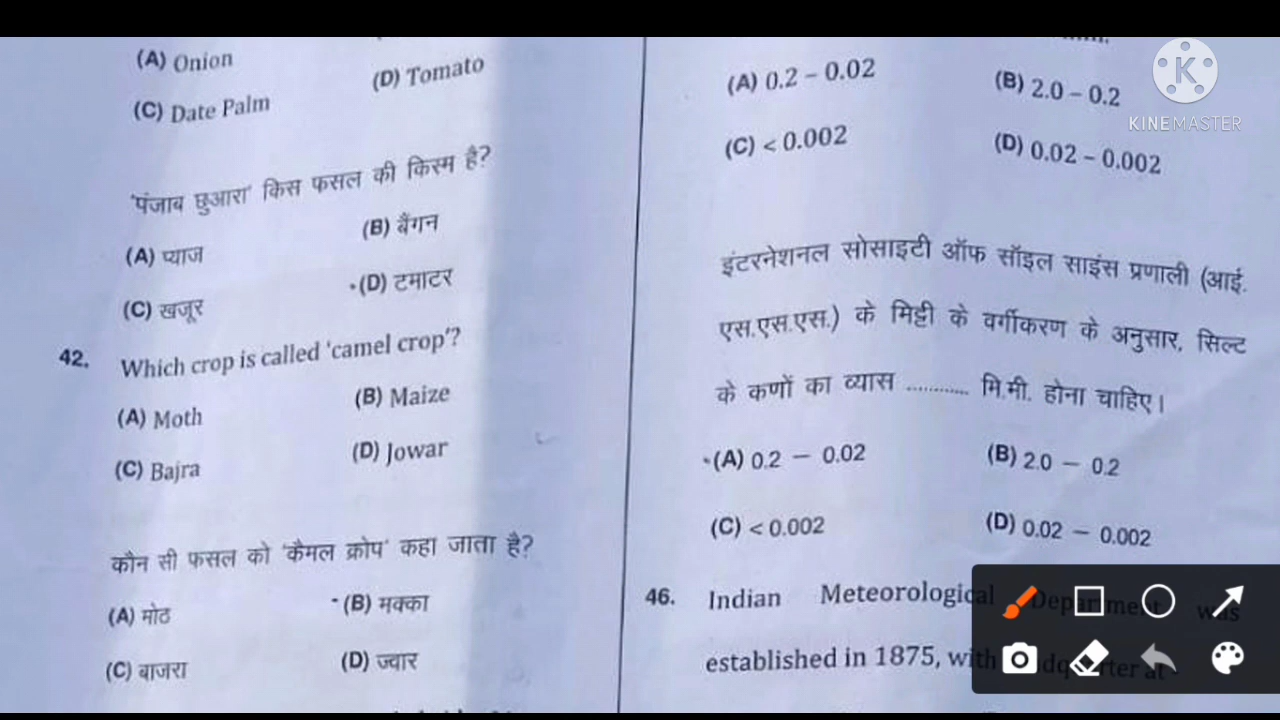 (A) Onion
(D) Tomato
(C) Date Palm
'पंजाब छुआरा' किस फसल की किस्म है?
(A) प्याज
(B) बैंगन
(C) खजूर
(D) टमाटर
42. Which crop is called 'camel crop'?
(A) Moth
(B) Maize
(C) Bajra
(D) Jowar
कौन सी फसल को 'कैमल क्रोप' कहा जाता है?
(A) मोठ
(B) मक्का
(C) बाजरा
(D) ज्वार
(A) 0.2 – 0.02
(B) 2.0 – 0.2
(C) < 0.002
(D) 0.02 – 0.002
इंटरनेशनल सोसाइटी ऑफ सॉइल साइंस प्रणाली (आई.
एस.एस.एस.) के मिट्टी के वर्गीकरण के अनुसार, सिल्ट
के कणों का व्यास ............ मि.मी. होना चाहिए।
(A) 0.2 – 0.02
(B) 2.0 – 0.2
(C) < 0.002
(D) 0.02 – 0.002
46. Indian Meteorological Department was
established in 1875, with
KINEMASTER